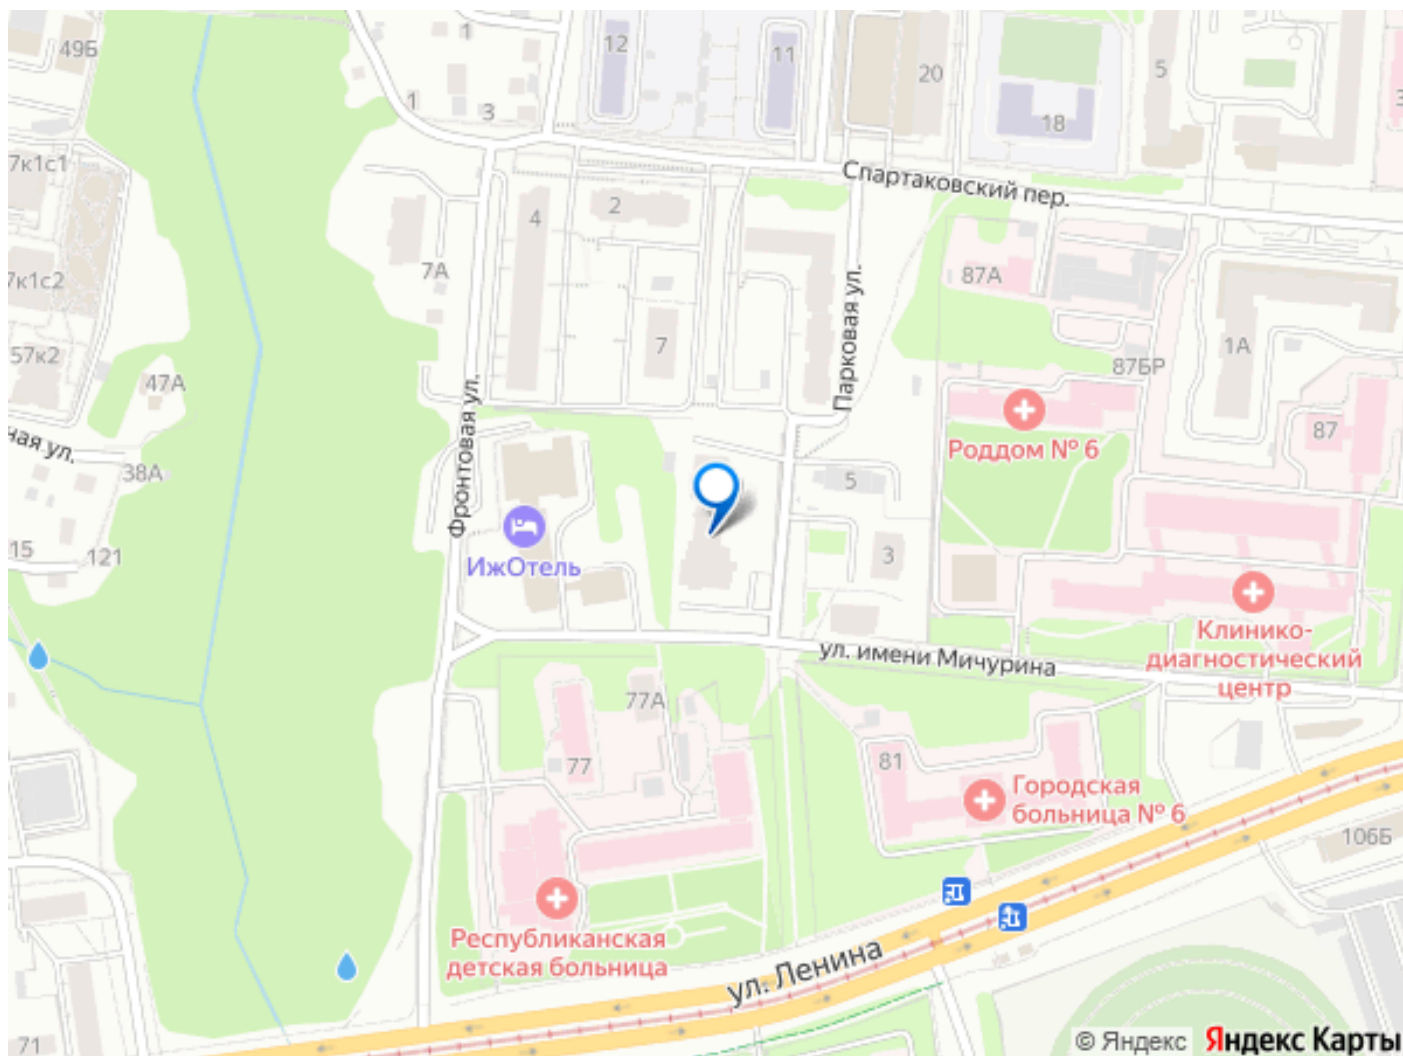 49Б
1
12
11
20
5
18
1
3
3
7к1с1
Спартаковский пер.
4
2
7А
87А
7к1с2
Парковая ул.
7
1А
57к2
47А
87БР
ная ул.
Фронтовая ул.
Роддом № 6
87
38А
5
ИжОтель
15
121
3
Клинико-
диагностический
центр
ул. имени Мичурина
77А
77
81
Городская
больница № 6
106Б
Республиканская
детская больница
ул. Ленина
71
© Яндекс Яндекс Карты